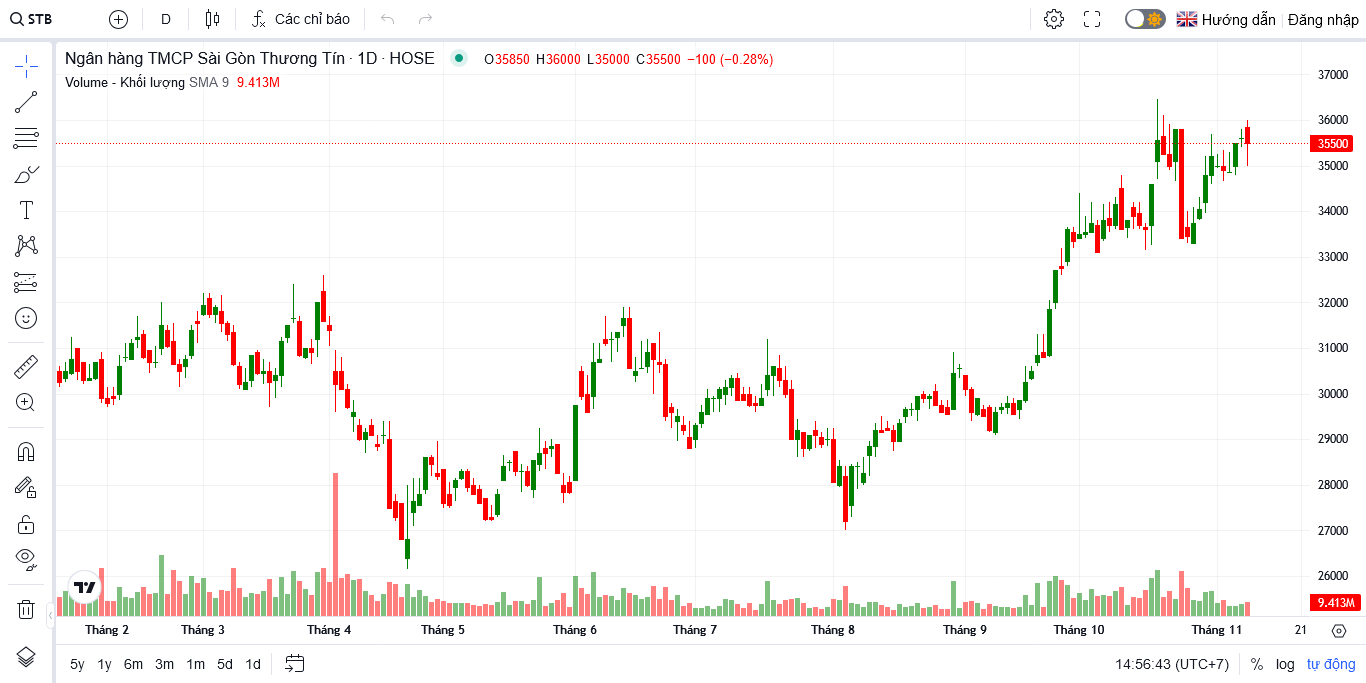 STB D Các chỉ báo Hướng dẫn Đăng nhập
Ngân hàng TMCP Sài Gòn Thương Tín · 1D · HOSE O35850 H36000 L35000 C35500 −100 (−0.28%)
Volume - Khối lượng SMA 9 9.413M
37000
36000
35500
35000
34000
33000
32000
31000
30000
29000
28000
27000
26000
9.413M
Tháng 2 Tháng 3 Tháng 4 Tháng 5 Tháng 6 Tháng 7 Tháng 8 Tháng 9 Tháng 10 Tháng 11 21
5y 1y 6m 3m 1m 5d 1d 14:56:43 (UTC+7) % log tự động